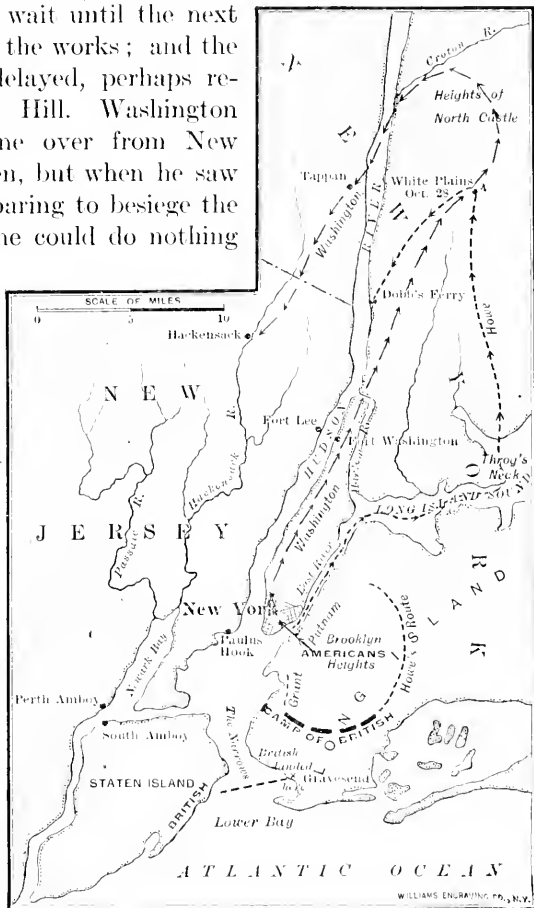 wait until the next
the works; and the
delayed, perhaps re-
Hill. Washington
ne over from New
en, but when he saw
paring to besiege the
he could do nothing
Croton R.
Heights of
North Castle
Tappan
White Plains
Oct. 28
A
Washington
RIVER
N E W
Y O R K
Dobb's Ferry
Howe
SCALE OF MILES
0 5 10
Hackensack
N E W
J E R S E Y
Fort Lee
HUDSON
Fort Washington
Throg's
Neck
Hackensack R.
Passaic R.
Washington
LONG ISLAND SOUND
East River
New York
Putnam
Paulus
Hook
Brooklyn
Heights
AMERICANS
Howe's Route
L O N G
I S L A N D
Newark Bay
Grant
CAMP OF BRITISH
Perth Amboy
South Amboy
The Narrows
British
Landed
here
Gravesend
STATEN ISLAND
BRITISH
Lower Bay
A T L A N T I C O C E A N
WILLIAMS ENGRAVING CO., N.Y.